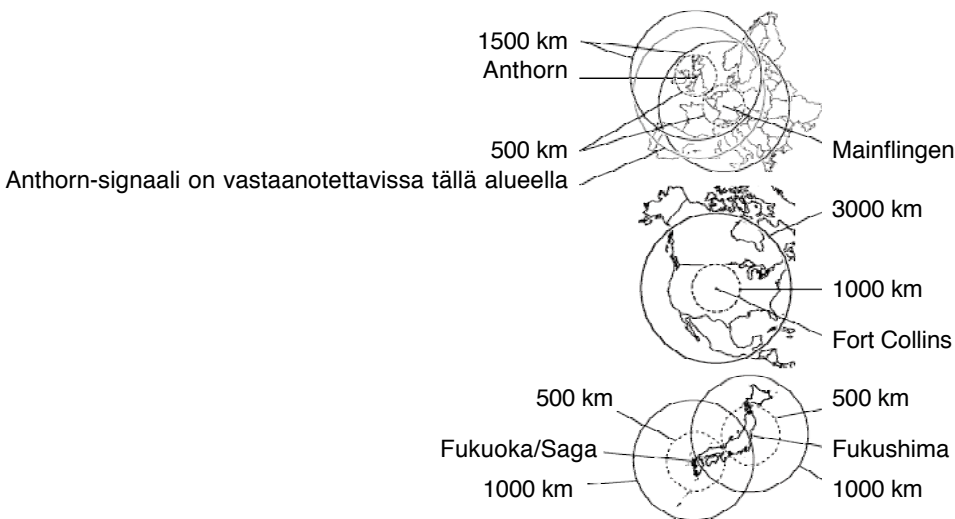 1500 km
Anthorn
500 km
Mainflingen
Anthorn-signaali on vastaanotettavissa tällä alueella
3000 km
1000 km
Fort Collins
500 km
500 km
Fukuoka/Saga
Fukushima
1000 km
1000 km